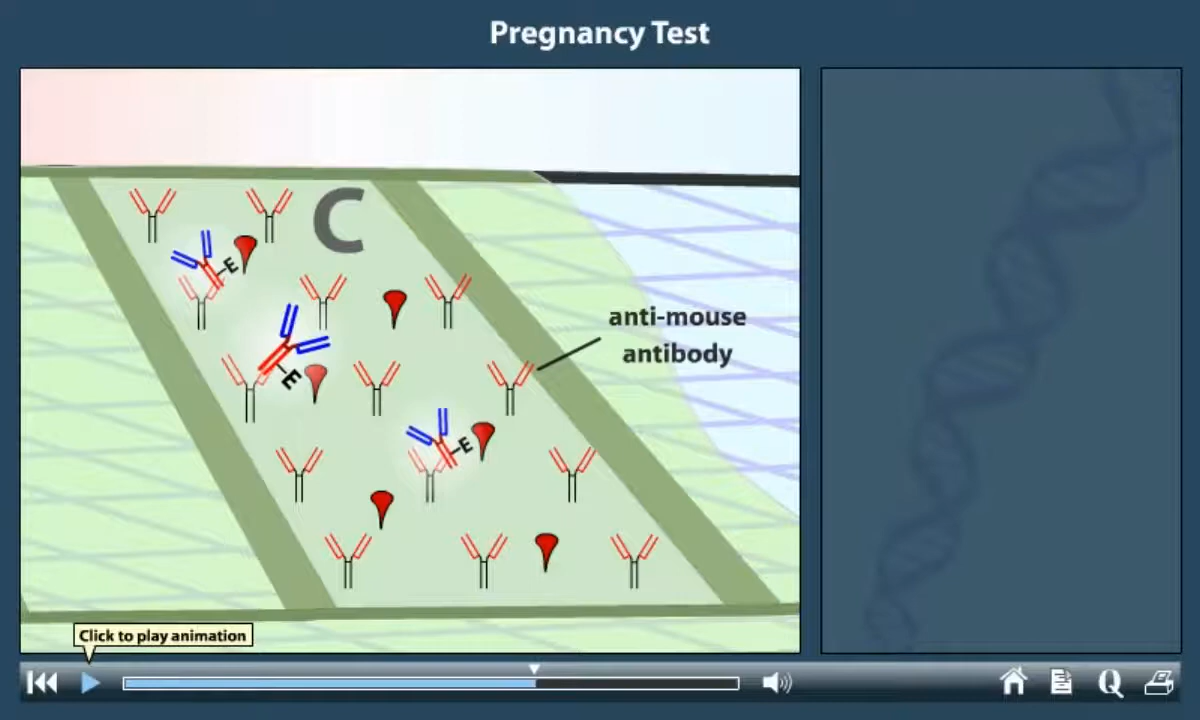 Pregnancy Test
C
E
anti-mouse
antibody
E
E
Click to play animation
Q